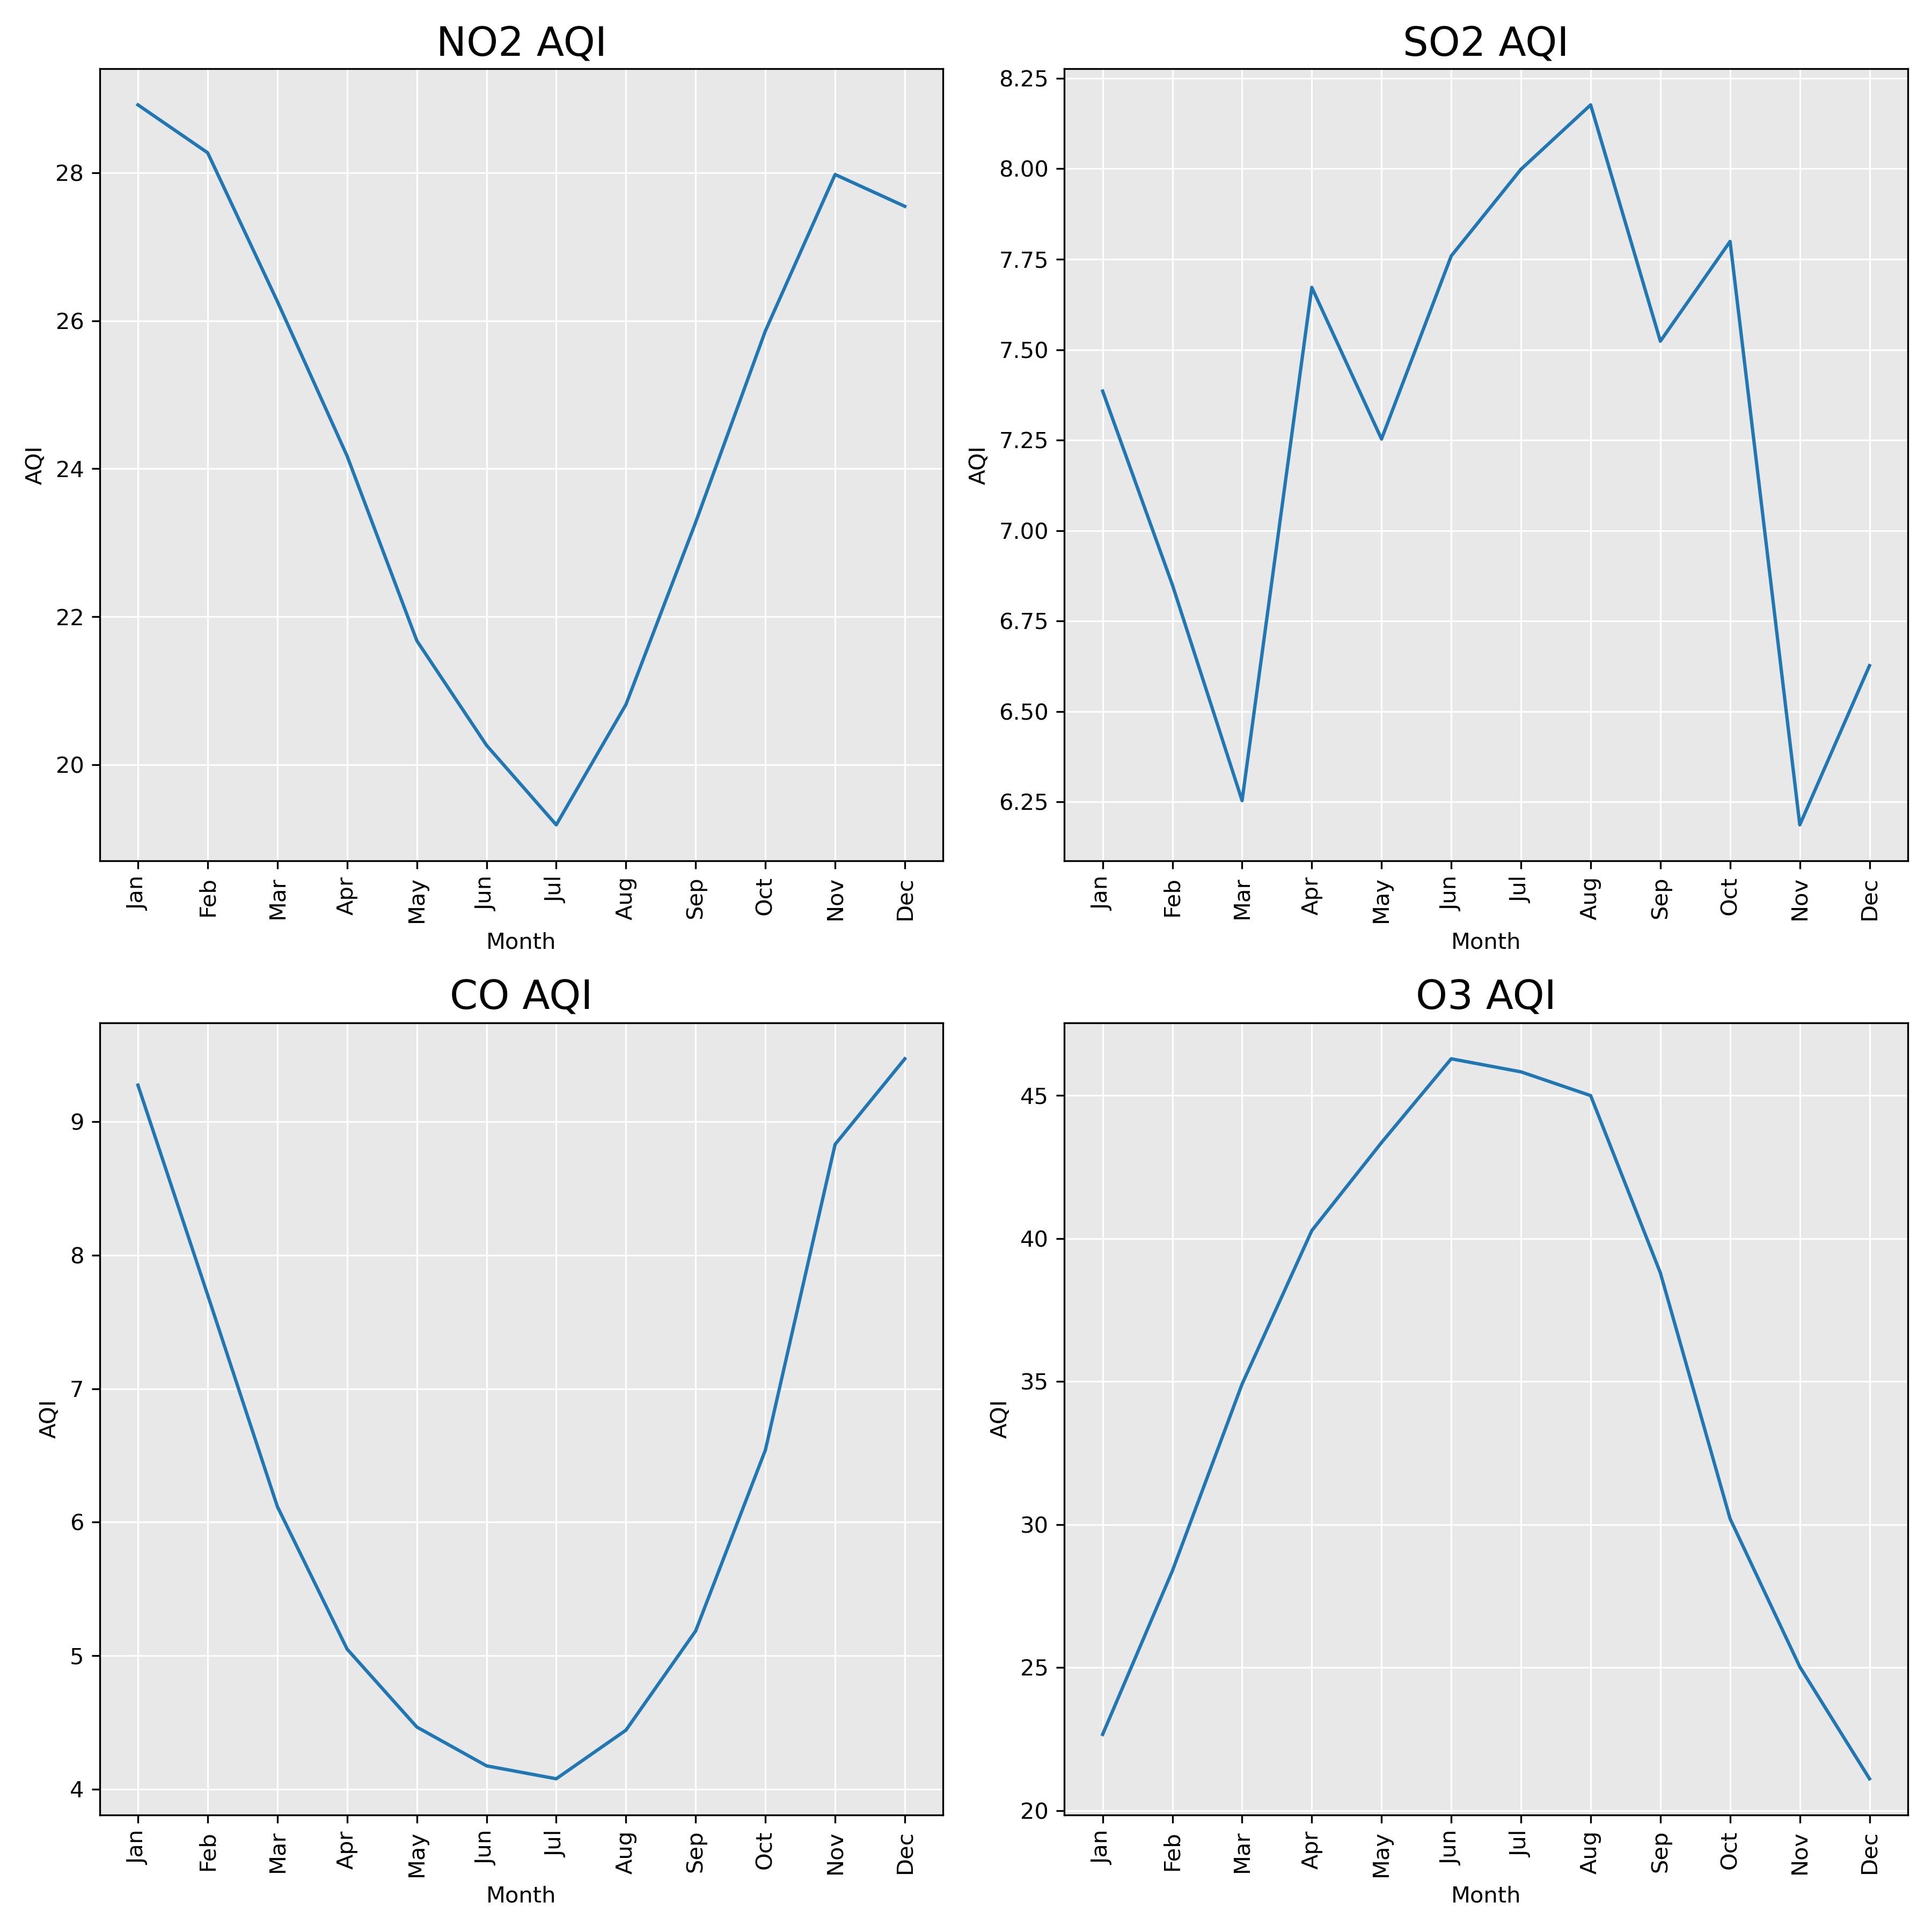 NO2 AQI
AQI
28
26
24
22
20
Jan Feb Mar Apr May Jun Jul Aug Sep Oct Nov Dec
Month
SO2 AQI
AQI
8.25
8.00
7.75
7.50
7.25
7.00
6.75
6.50
6.25
Jan Feb Mar Apr May Jun Jul Aug Sep Oct Nov Dec
Month
CO AQI
AQI
9
8
7
6
5
4
Jan Feb Mar Apr May Jun Jul Aug Sep Oct Nov Dec
Month
O3 AQI
AQI
45
40
35
30
25
20
Jan Feb Mar Apr May Jun Jul Aug Sep Oct Nov Dec
Month